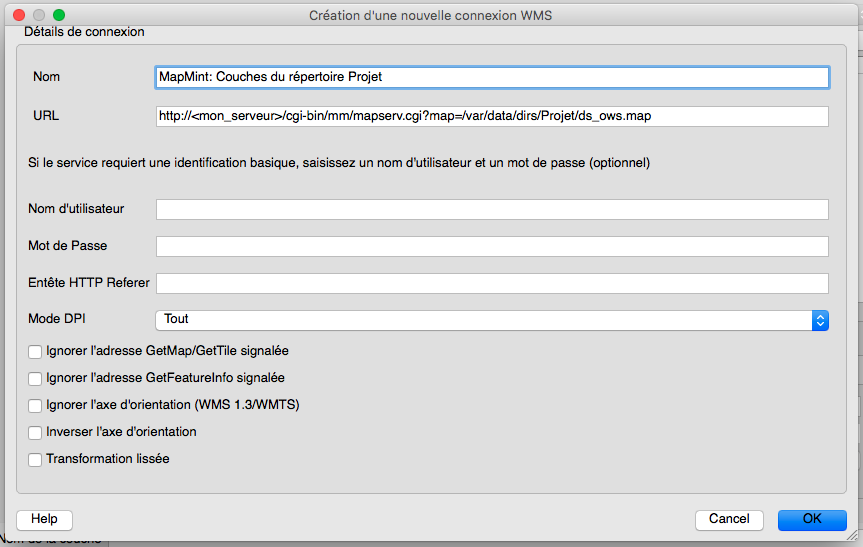 Création d'une nouvelle connexion WMS
Détails de connexion
Nom MapMint: Couches du répertoire Projet
URL http://<mon_serveur>/cgi-bin/mm/mapserv.cgi?map=/var/data/dirs/Projet/ds_ows.map
Si le service requiert une identification basique, saisissez un nom d'utilisateur et un mot de passe (optionnel)
Nom d'utilisateur
Mot de Passe
Entête HTTP Referer
Mode DPI Tout
Ignorer l'adresse GetMap/GetTile signalée
Ignorer l'adresse GetFeatureInfo signalée
Ignorer l'axe d'orientation (WMS 1.3/WMTS)
Inverser l'axe d'orientation
Transformation lissée
Help Cancel OK
Nom de la couche